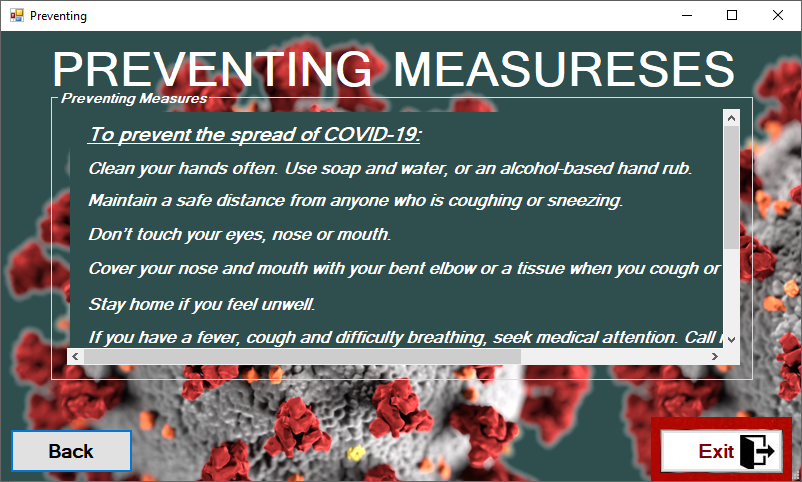 Preventing
PREVENTING MEASURESES
Preventing Measures
To prevent the spread of COVID-19:
Clean your hands often. Use soap and water, or an alcohol-based hand rub.
Maintain a safe distance from anyone who is coughing or sneezing.
Don't touch your eyes, nose or mouth.
Cover your nose and mouth with your bent elbow or a tissue when you cough or
Stay home if you feel unwell.
If you have a fever, cough and difficulty breathing, seek medical attention. Call
Back
Exit